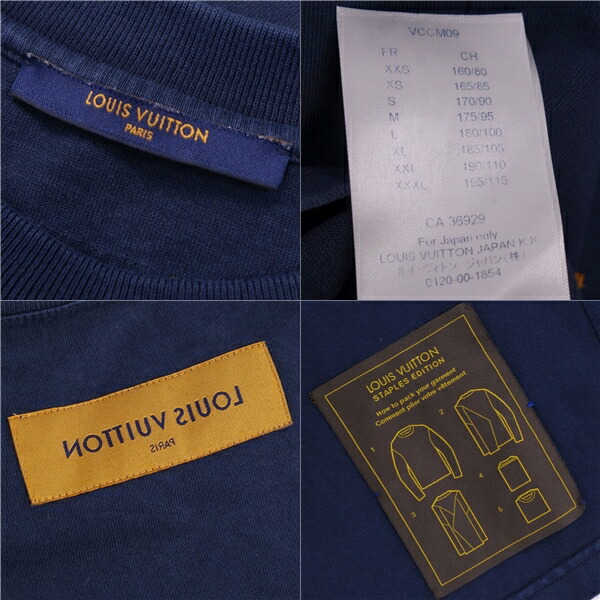 LOUIS VUITTON
PARIS
VCCM09
FR CH
XXS 160/80
XS 165/85
S 170/90
M 175/95
L 180/100
XL 185/105
XXL 190/110
XXXL 195/115
CA 36929
For Japan only
LOUIS VUITTON JAPAN K K
ルイ・ヴィトン ジャパン(株)
0120-00-1854
LOUIS VUITTON
PARIS
LOUIS VUITTON
STAPLES EDITION
How to pack your garment
Comment plier votre vêtement
1
2
3
4
5